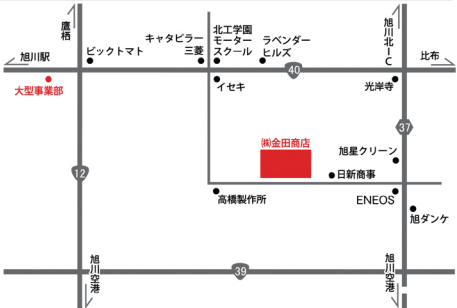 鷹栖
旭川駅
ビックトマト
キャタピラー
三菱
北工学園
モーター
スクール
ラベンダー
ヒルズ
旭川北IC
比布
大型事業部
イセキ
40
光岸寺
37
㈱金田商店
旭星クリーン
日新商事
12
高橋製作所
ENEOS
旭ダンケ
旭川空港
39
旭川空港